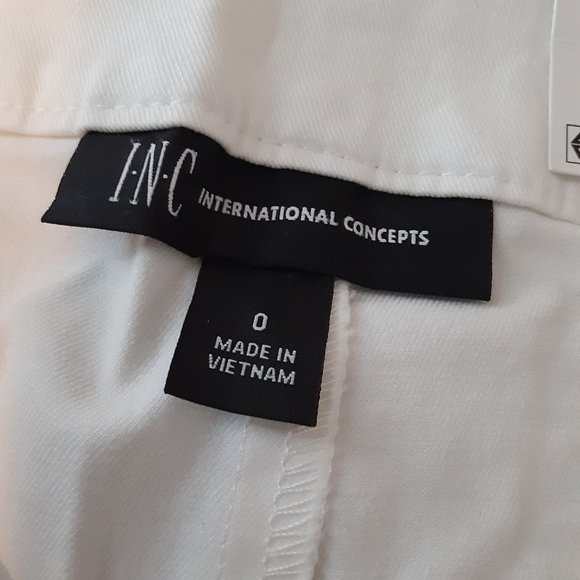 I·N·C INTERNATIONAL CONCEPTS
0
MADE IN
VIETNAM